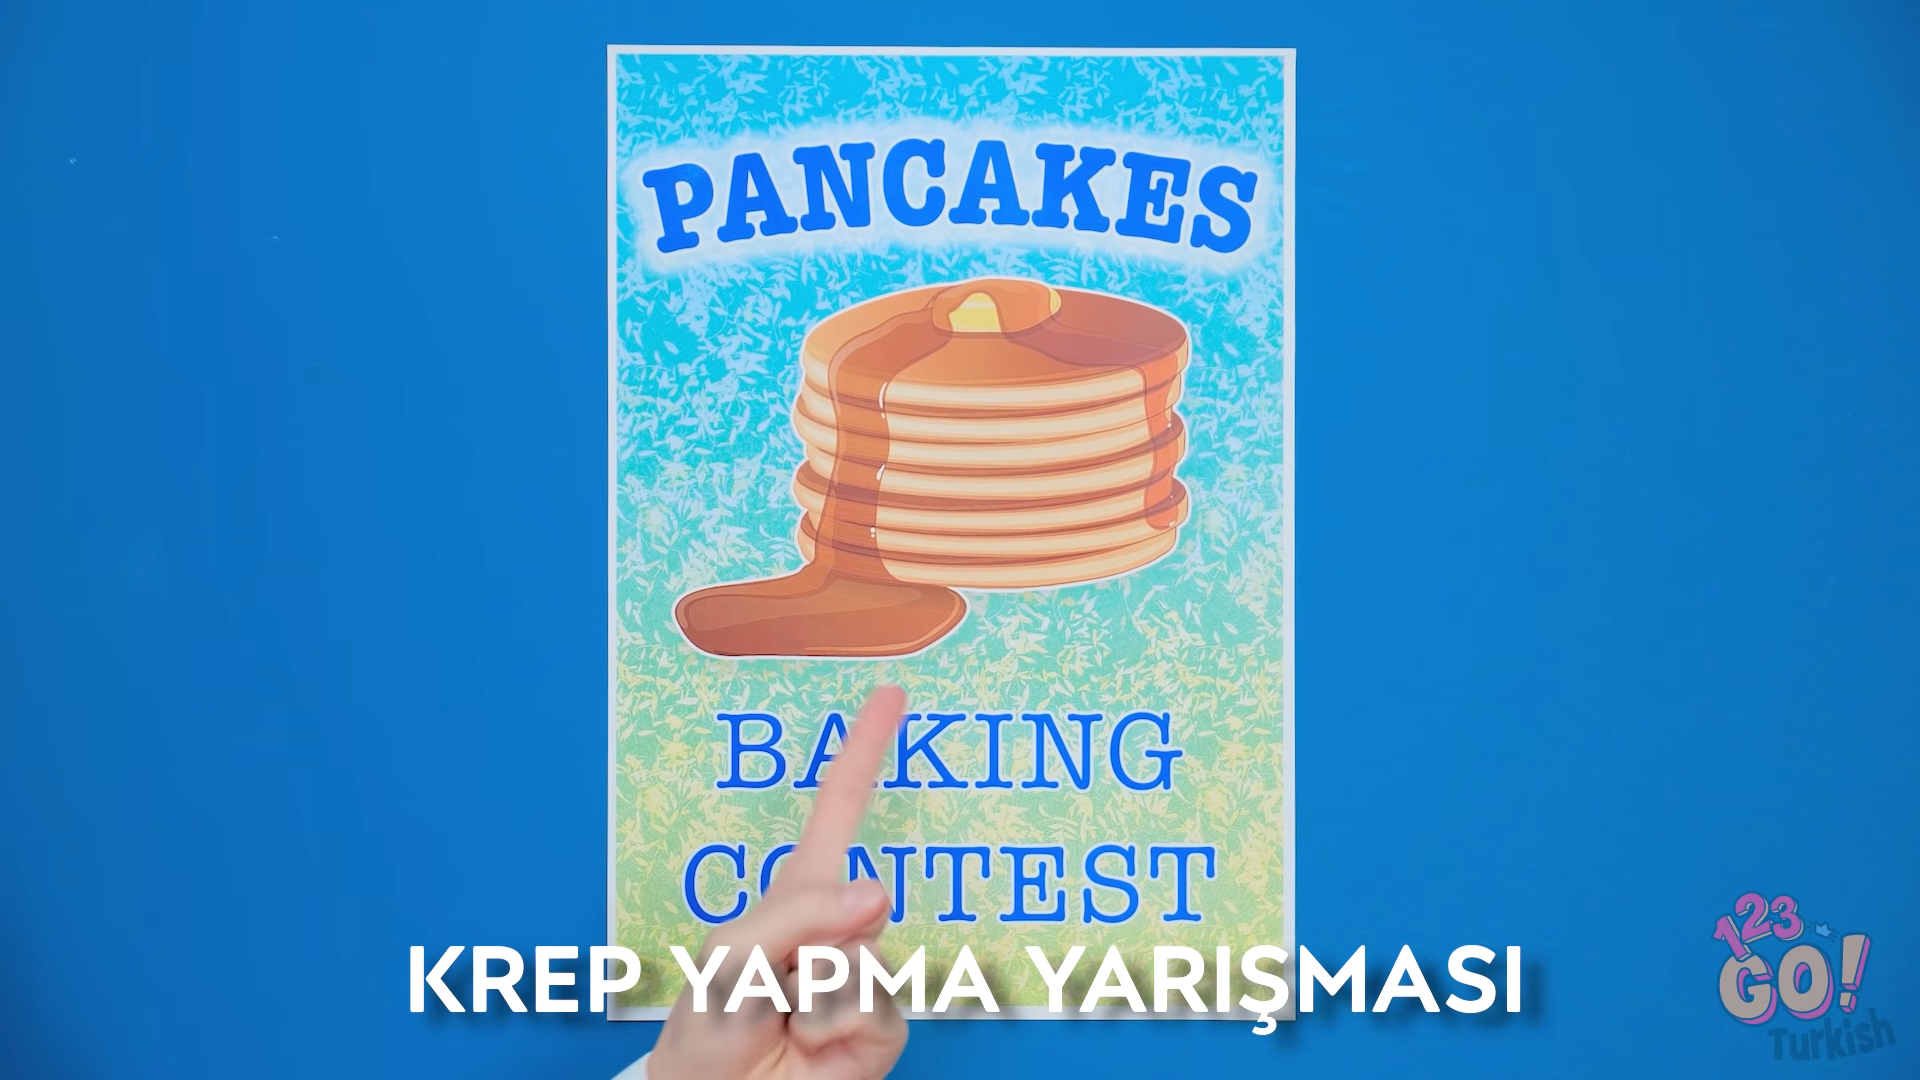 PANCAKES
BAKING
CONTEST
KREP YAPMA YARIŞMASI
123
GO!
Turkish